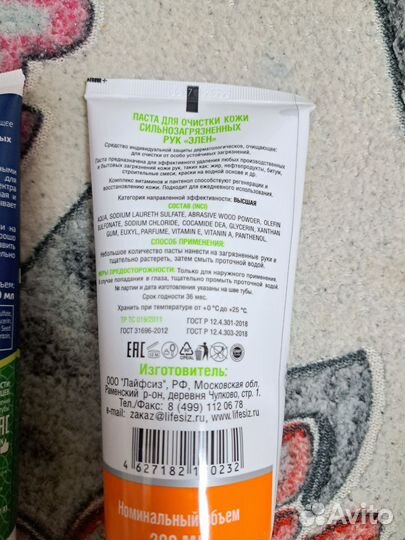 ПАСТА ДЛЯ ОЧИСТКИ КОЖИ
СИЛЬНОЗАГРЯЗНЕННЫХ
РУК «ЭЛЕН»
Средство индивидуальной защиты дерматологическое, очищающее:
для очистки от особо устойчивых загрязнений.
Паста предназначена для эффективного удаления любых производственных
и бытовых загрязнений кожи рук, таких как: жир, нефтепродукты, битум,
строительные смеси, краски на водной основе и др.
Комплекс витаминов и пантенол способствуют регенерации и
восстановлению кожи. Подходит для ежедневного использования.
Категория направленной эффективности: ВЫСШАЯ
СОСТАВ (INCI)
AQUA, SODIUM LAURETH SULFATE, ABRASIVE WOOD POWDER, OLEFIN
SULFONATE, SODIUM CHLORIDE, COCAMIDE DEA, GLYCERIN, XANTHAN
GUM, EUXYL, PARFUME, VITAMIN E, VITAMIN A, PANTHENOL
СПОСОБ ПРИМЕНЕНИЯ:
Небольшое количество пасты нанести на загрязненные руки и
тщательно растереть, затем смыть проточной водой.
МЕРЫ ПРЕДОСТОРОЖНОСТИ: Только для наружного применения.
В случае попадания в глаза, тщательно промыть проточной водой.
№ партии и дата изготовления указаны на шве тубы.
Срок годности 36 мес.
Хранить при температуре от +0 °С до +25 °С.
ТР ТС 019/2011 ГОСТ Р 12.4.301-2018
ГОСТ 31696-2012 ГОСТ Р 12.4.303-2018
EAC
Изготовитель:
ООО "Лайфсиз", РФ, Московская обл.
Раменский р-он, деревня Чулково, стр. 1.
Тел./Факс: 8 (499) 112 06 78
e-mail: zakaz@lifesiz.ru, www.lifesiz.ru
4 627182 110232
Номинальный объем
200 мл
Avito